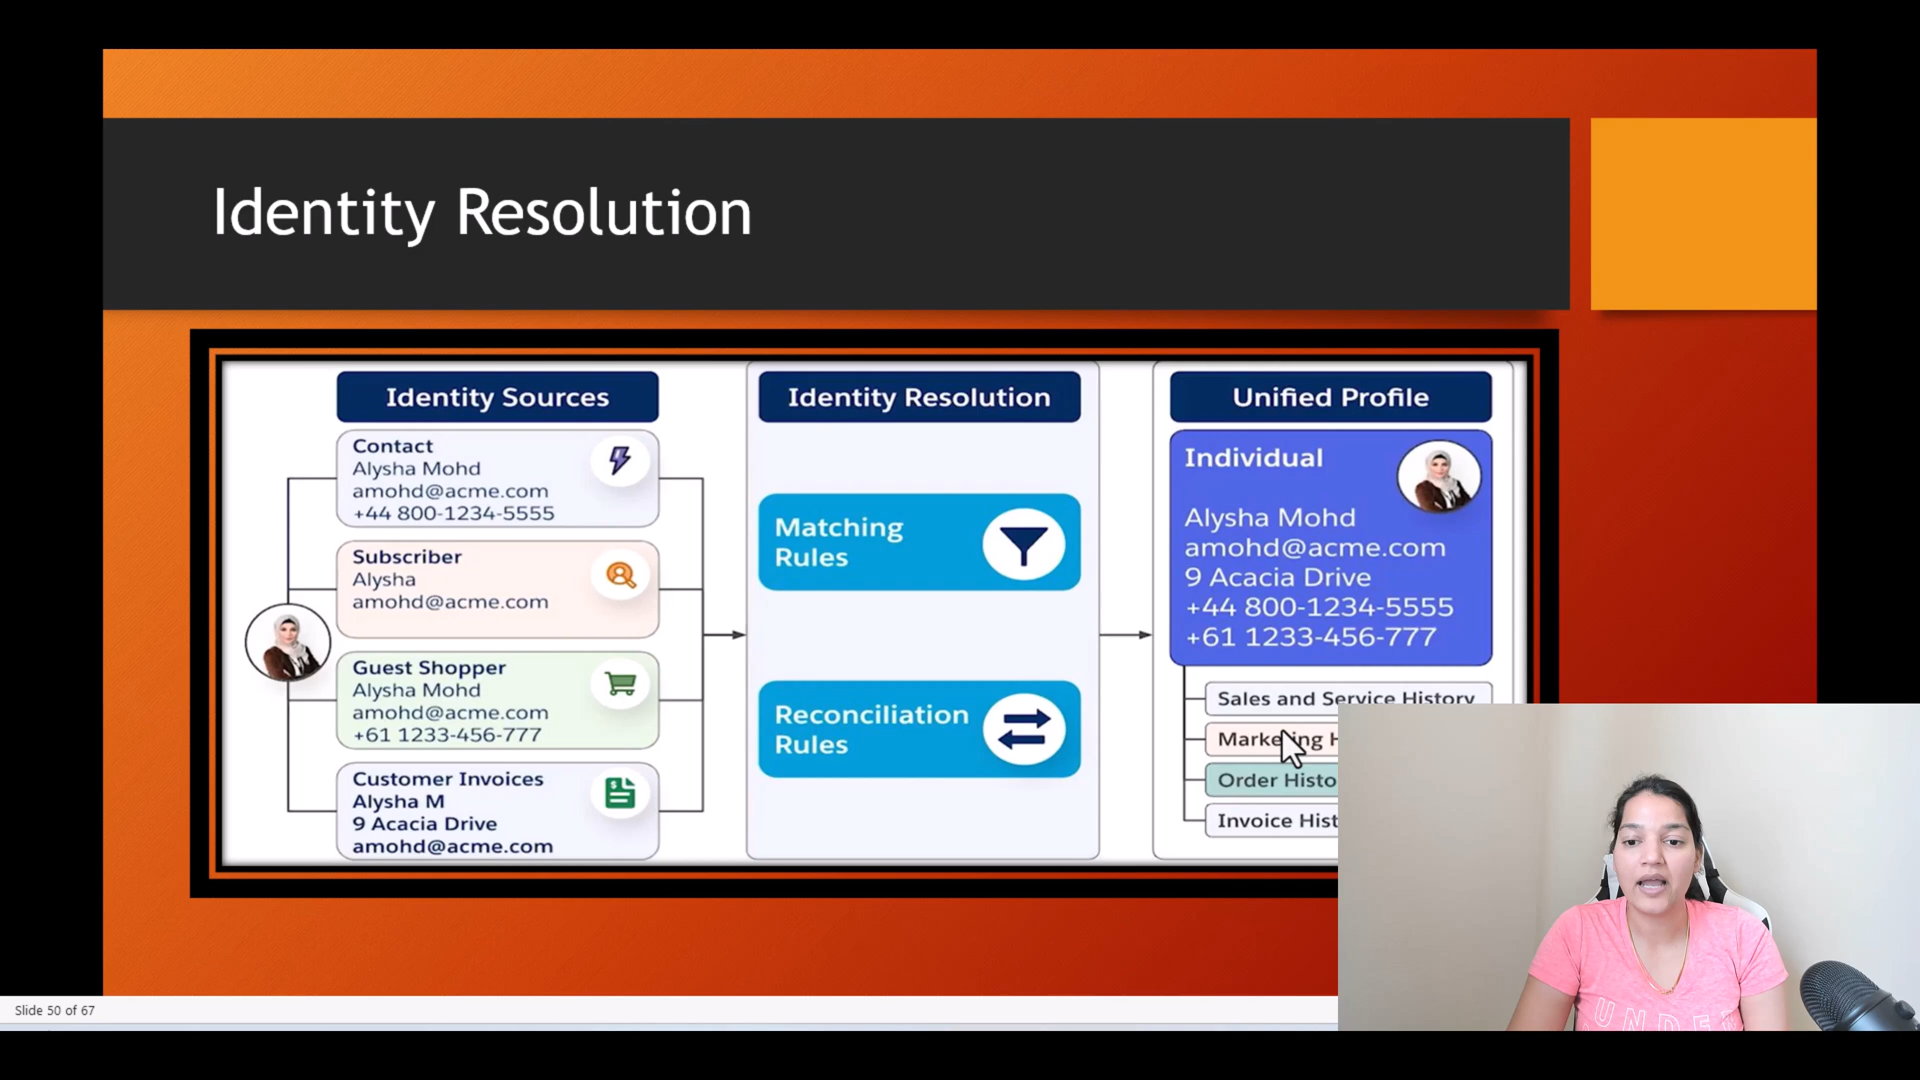 Identity Resolution
Identity Sources
Contact
Alysha Mohd
amohd@acme.com
+44 800-1234-5555
Subscriber
Alysha
amohd@acme.com
Guest Shopper
Alysha Mohd
amohd@acme.com
+61 1233-456-777
Customer Invoices
Alysha M
9 Acacia Drive
amohd@acme.com
Identity Resolution
Matching
Rules
Reconciliation
Rules
Unified Profile
Individual
Alysha Mohd
amohd@acme.com
9 Acacia Drive
+44 800-1234-5555
+61 1233-456-777
Sales and Service History
Marketing H
Order Histo
Invoice Hist
Slide 50 of 67